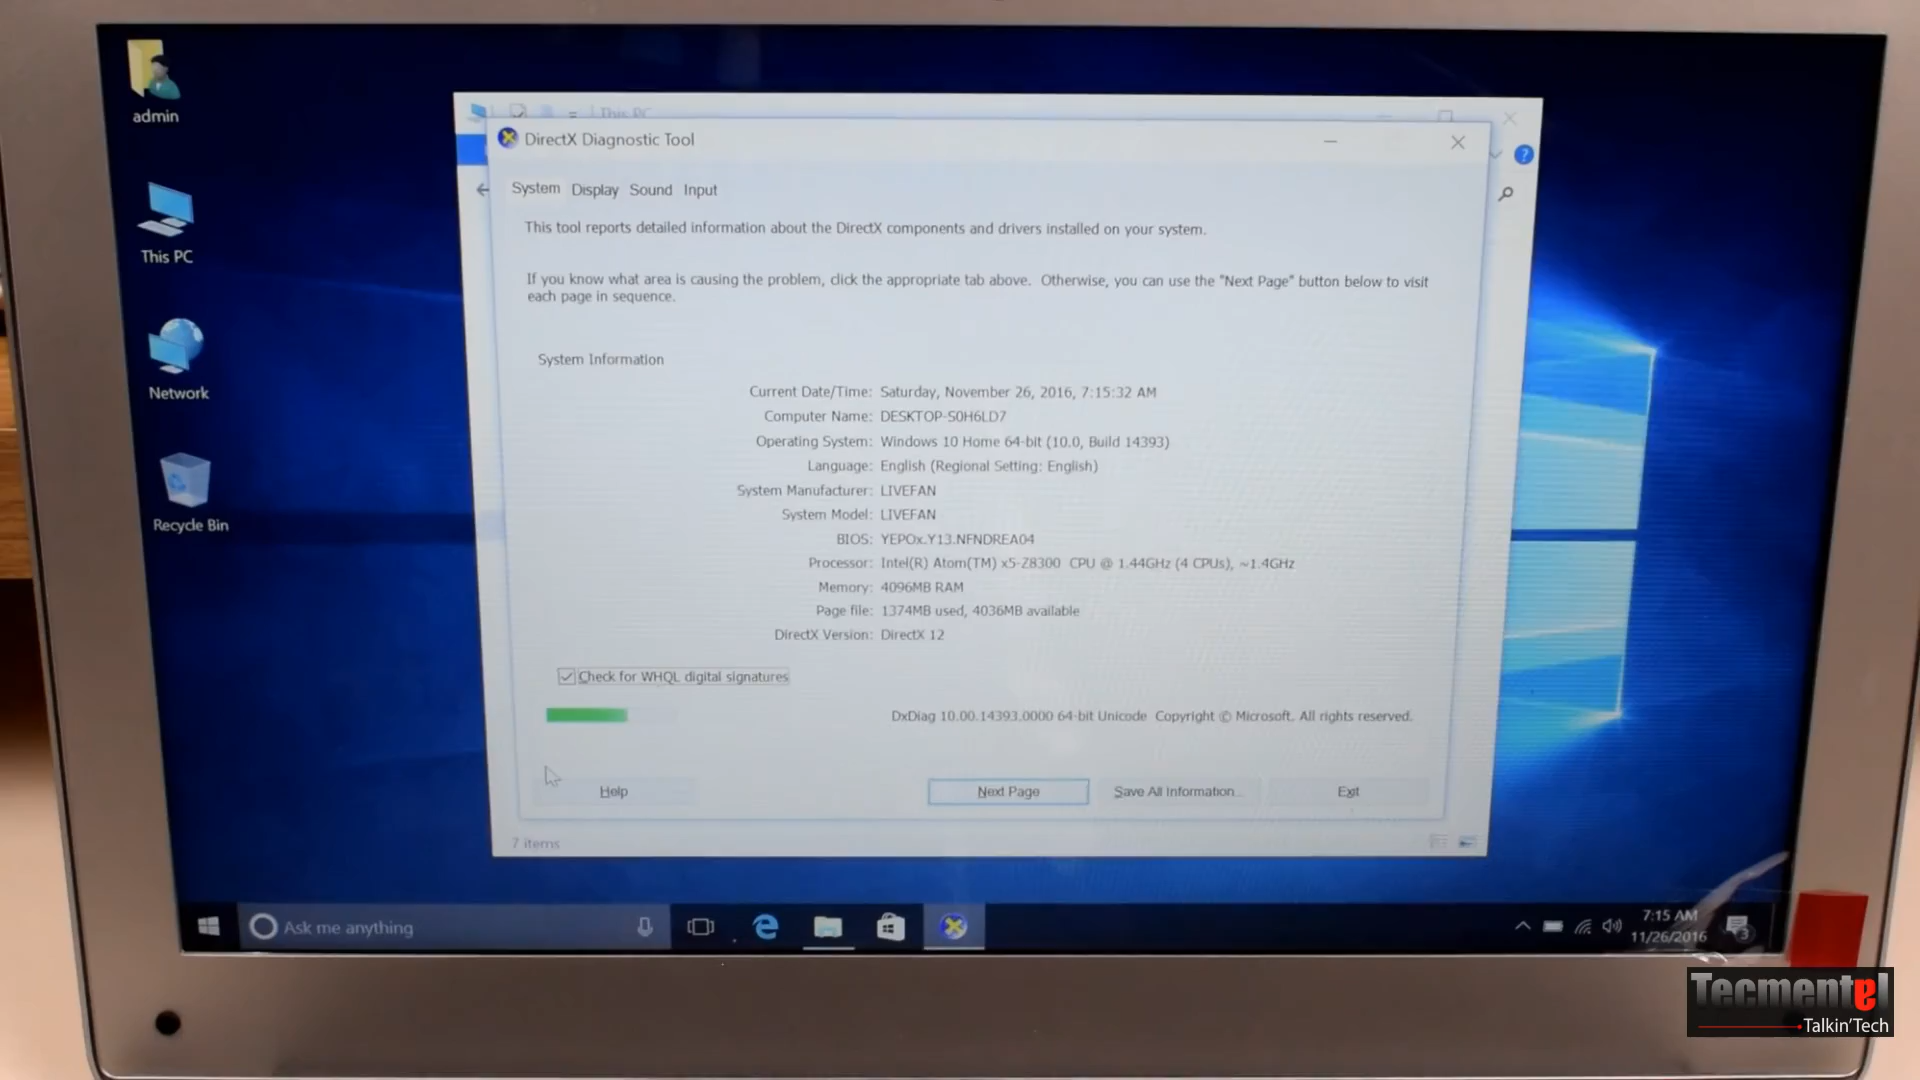 admin
This PC
Network
Recycle Bin
This PC
DirectX Diagnostic Tool
System Display Sound Input
This tool reports detailed information about the DirectX components and drivers installed on your system.
If you know what area is causing the problem, click the appropriate tab above. Otherwise, you can use the "Next Page" button below to visit
each page in sequence.
System Information
Current Date/Time: Saturday, November 26, 2016, 7:15:32 AM
Computer Name: DESKTOP-S0H6LD7
Operating System: Windows 10 Home 64-bit (10.0, Build 14393)
Language: English (Regional Setting: English)
System Manufacturer: LIVEFAN
System Model: LIVEFAN
BIOS: YEPOx.Y13.NFNDREA04
Processor: Intel(R) Atom(TM) x5-Z8300 CPU @ 1.44GHz (4 CPUs), ~1.4GHz
Memory: 4096MB RAM
Page file: 1374MB used, 4036MB available
DirectX Version: DirectX 12
Check for WHQL digital signatures
DxDiag 10.00.14393.0000 64-bit Unicode Copyright © Microsoft. All rights reserved.
Help
Next Page
Save All Information...
Exit
7 items
Ask me anything
7:15 AM
11/26/2016
3
Tecmentel
Talkin'Tech